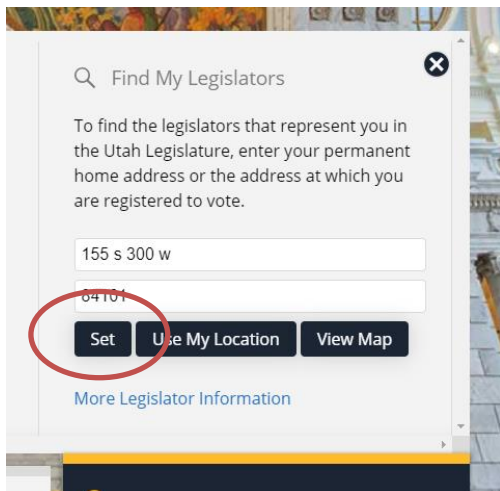 Find My Legislators
To find the legislators that represent you in
the Utah Legislature, enter your permanent
home address or the address at which you
are registered to vote.
155 s 300 w
84101
Set Use My Location View Map
More Legislator Information